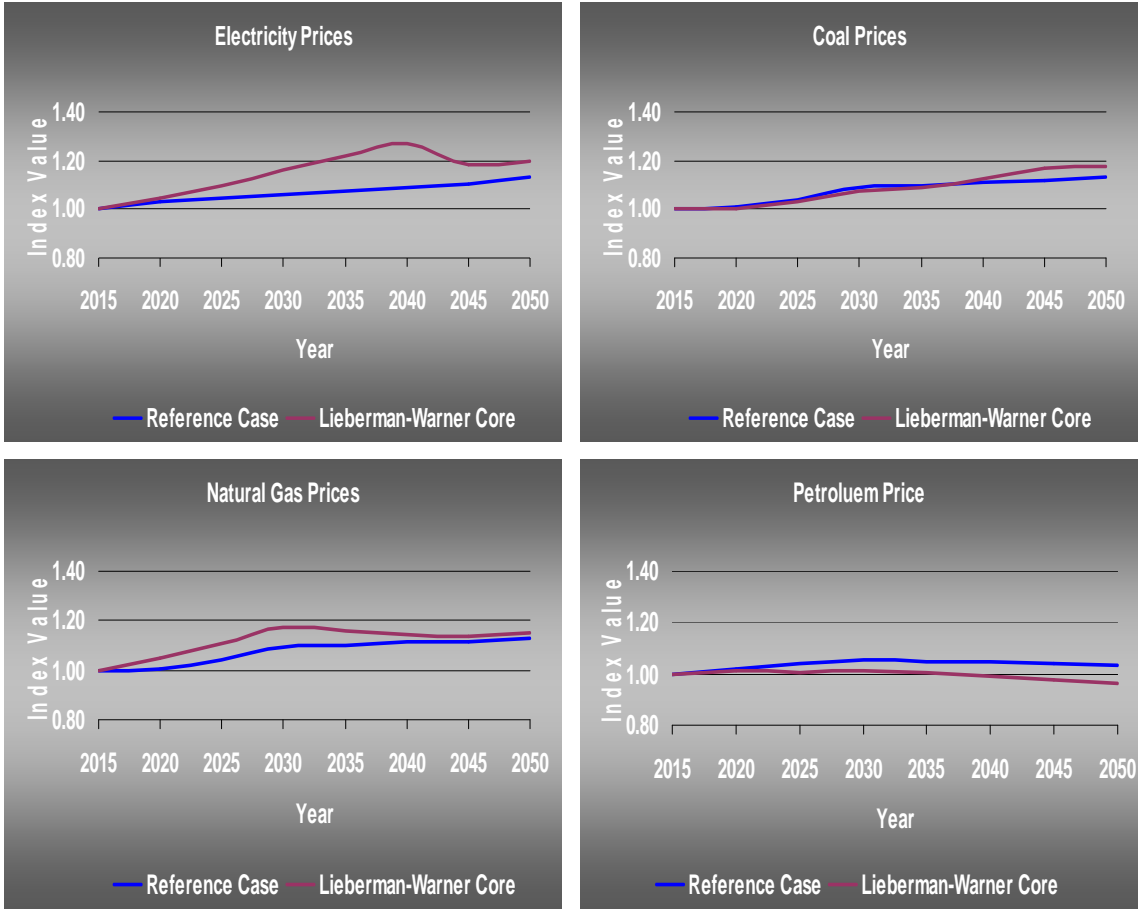 Electricity Prices
Index Value
1.40
1.20
1.00
0.80
2015 2020 2025 2030 2035 2040 2045 2050
Year
Reference Case Lieberman-Warner Core
Coal Prices
Index Value
1.40
1.20
1.00
0.80
2015 2020 2025 2030 2035 2040 2045 2050
Year
Reference Case Lieberman-Warner Core
Natural Gas Prices
Index Value
1.40
1.20
1.00
0.80
2015 2020 2025 2030 2035 2040 2045 2050
Year
Reference Case Lieberman-Warner Core
Petroluem Price
Index Value
1.40
1.20
1.00
0.80
2015 2020 2025 2030 2035 2040 2045 2050
Year
Reference Case Lieberman-Warner Core